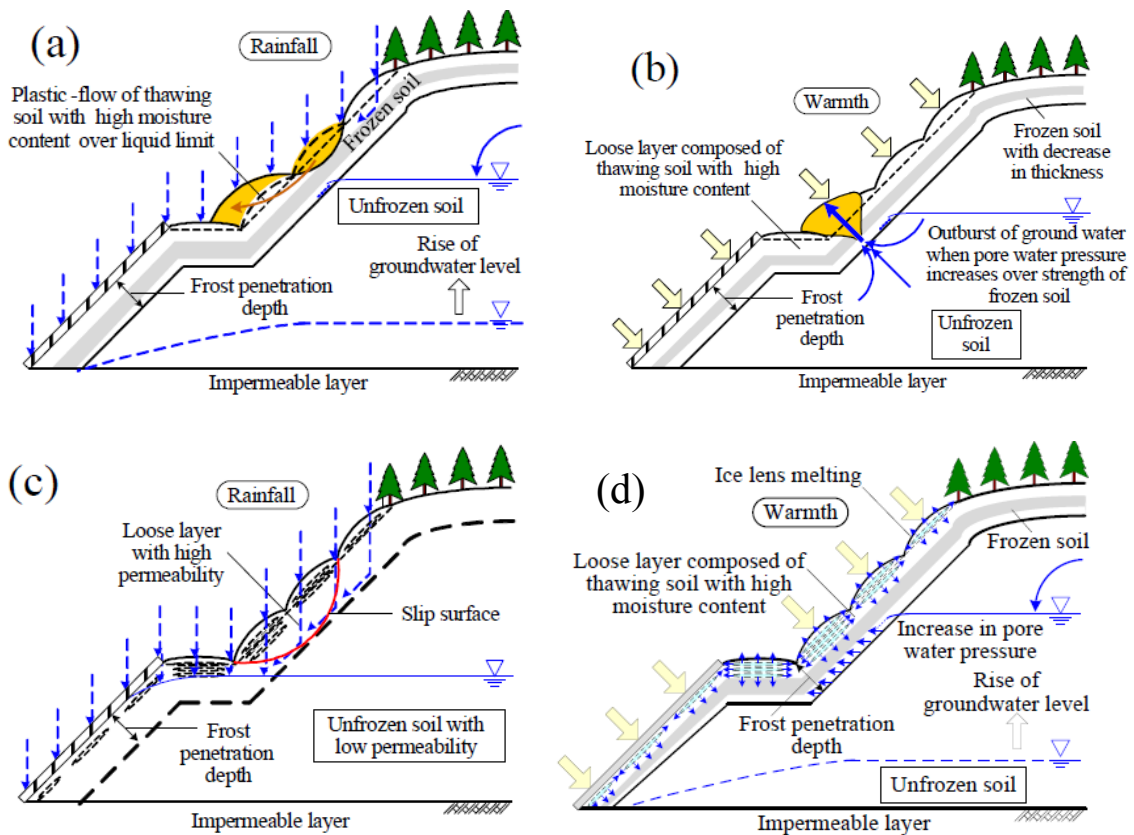 (a)
Rainfall
Plastic -flow of thawing
soil with high moisture
content over liquid limit
Frozen soil
Unfrozen soil
Rise of
groundwater level
Frost penetration
depth
Impermeable layer
(b)
Warmth
Loose layer composed of
thawing soil with high
moisture content
Frozen soil
with decrease
in thickness
Outburst of ground water
when pore water pressure
increases over strength of
frozen soil
Frost
penetration
depth
Unfrozen
soil
Impermeable layer
(c)
Rainfall
Loose layer
with high
permeability
Slip surface
Unfrozen soil with
low permeability
Frost
penetration
depth
Impermeable layer
(d)
Ice lens melting
Warmth
Loose layer composed of
thawing soil with high
moisture content
Frozen soil
Increase in pore
water pressure
Rise of
groundwater level
Frost penetration
depth
Unfrozen soil
Impermeable layer